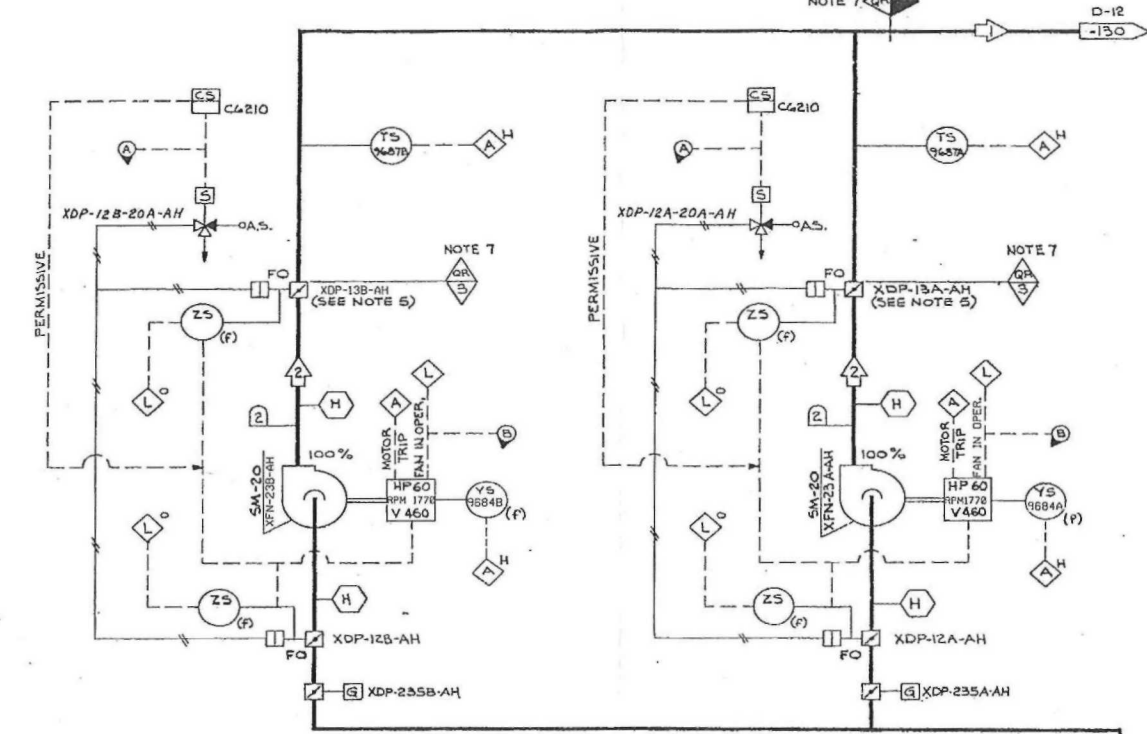 NOTE 7
QR
1
D-12
-130
CS
C6210
A
TS
9687B
A
H
S
XDP-12B-20A-AH
A.S.
PERMISSIVE
FO
XDP-13B-AH
(SEE NOTE 5)
NOTE 7
QR
3
ZS
(f)
L
O
2
2
H
A
L
MOTOR
TRIP
FAN IN OPER,
B
100%
SM-20
XFN-23B-AH
HP 60
RPM 1770
V 460
YS
9684B
(f)
A
H
L
O
ZS
(f)
H
FO
XDP-12B-AH
G
XDP-235B-AH
CS
C6210
A
TS
9687A
A
H
S
XDP-12A-20A-AH
A.S.
PERMISSIVE
FO
XDP-13A-AH
(SEE NOTE 5)
NOTE 7
QR
3
ZS
(f)
L
O
2
2
H
A
L
MOTOR
TRIP
FAN IN OPER.
B
100%
SM-20
XFN-23A-AH
HP 60
RPM 1770
V 460
YS
9684A
(f)
A
H
L
O
ZS
(f)
H
FO
XDP-12A-AH
G
XDP-235A-AH